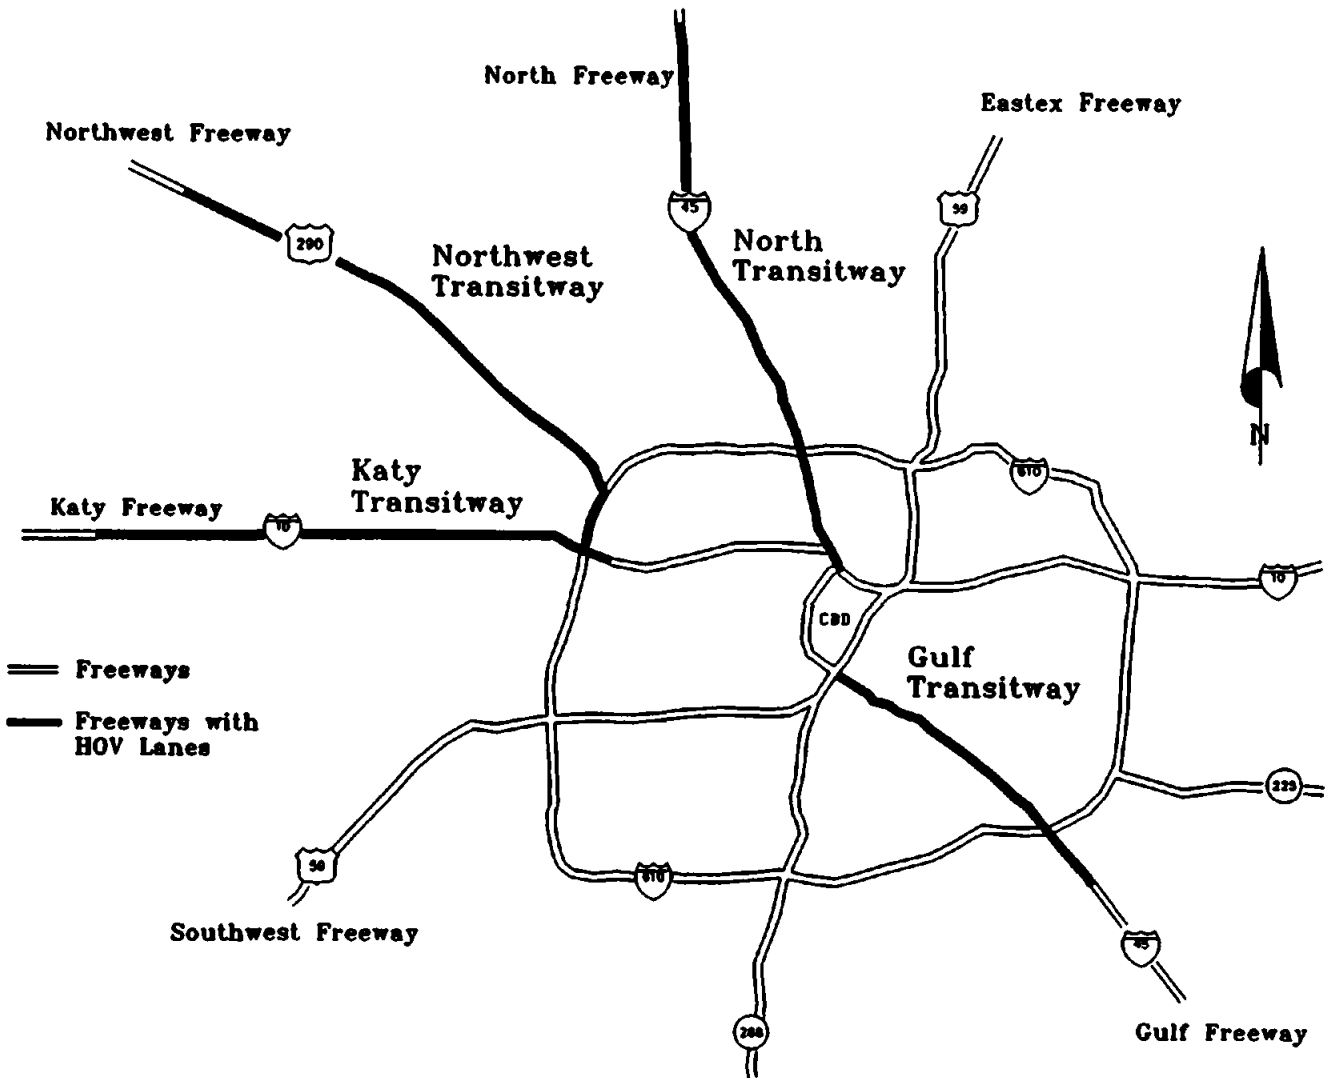 North Freeway
Eastex Freeway
Northwest Freeway
45
59
290
North
Transitway
Northwest
Transitway
N
610
Katy
Transitway
Katy Freeway
10
10
CBD
Gulf
Transitway
Freeways
Freeways with
HOV Lanes
225
59
610
Southwest Freeway
45
288
Gulf Freeway